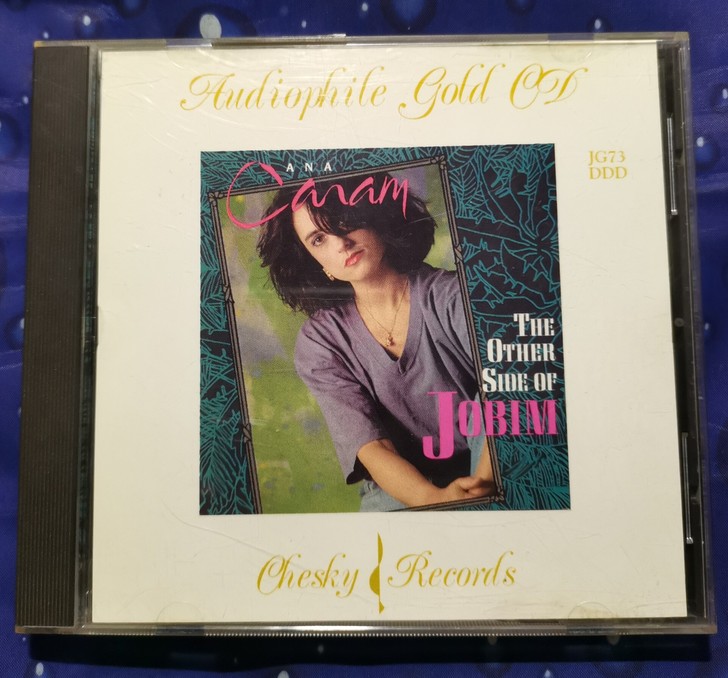 Audiophile Gold CD
JG73
DDD
ANA
Caram
THE
OTHER
SIDE OF
JOBIM
Chesky Records